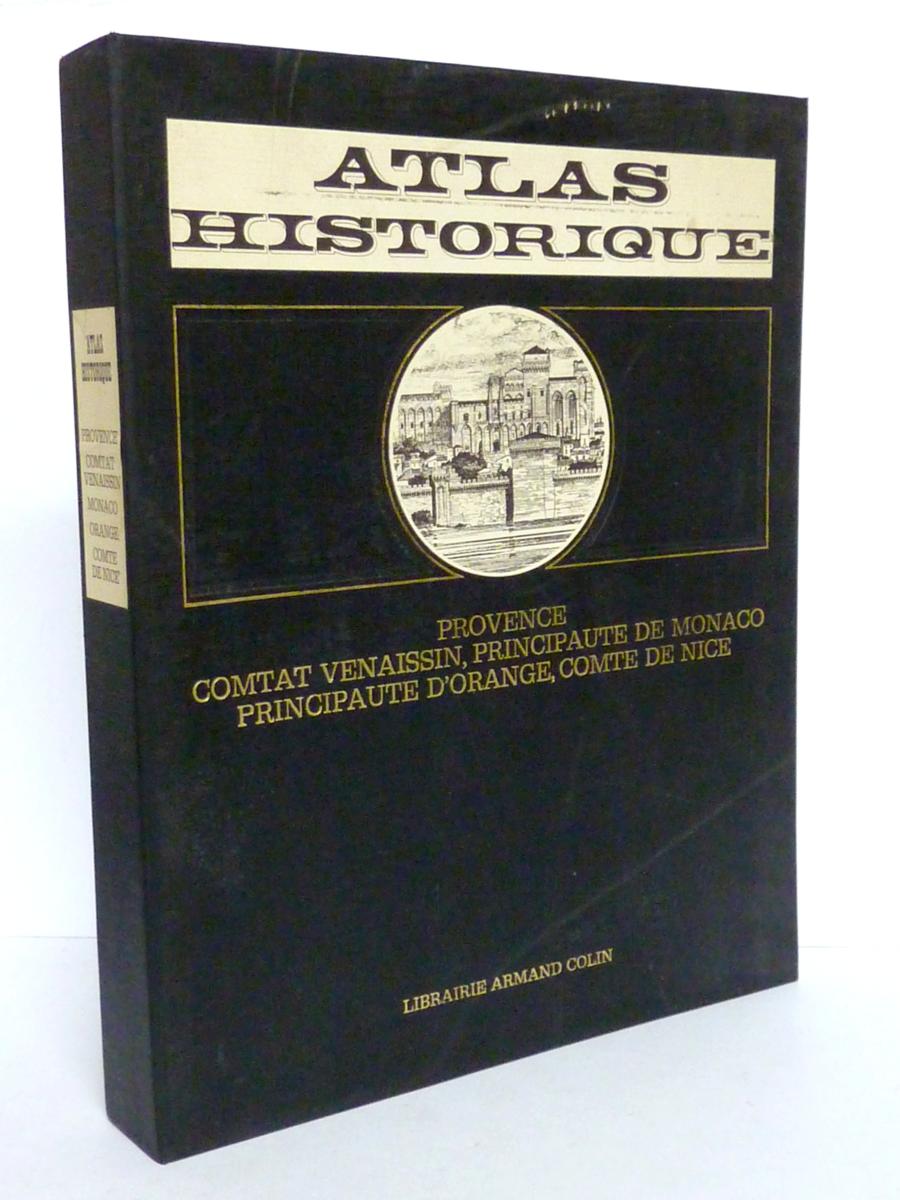 ATLAS
HISTORIQUE
PROVENCE
COMTAT VENAISSIN, PRINCIPAUTE DE MONACO
PRINCIPAUTE D'ORANGE, COMTE DE NICE
LIBRAIRIE ARMAND COLIN
ATLAS
HISTORIQUE
PROVENCE
COMTAT
VENAISSIN
MONACO
ORANGE
COMTE
DE NICE